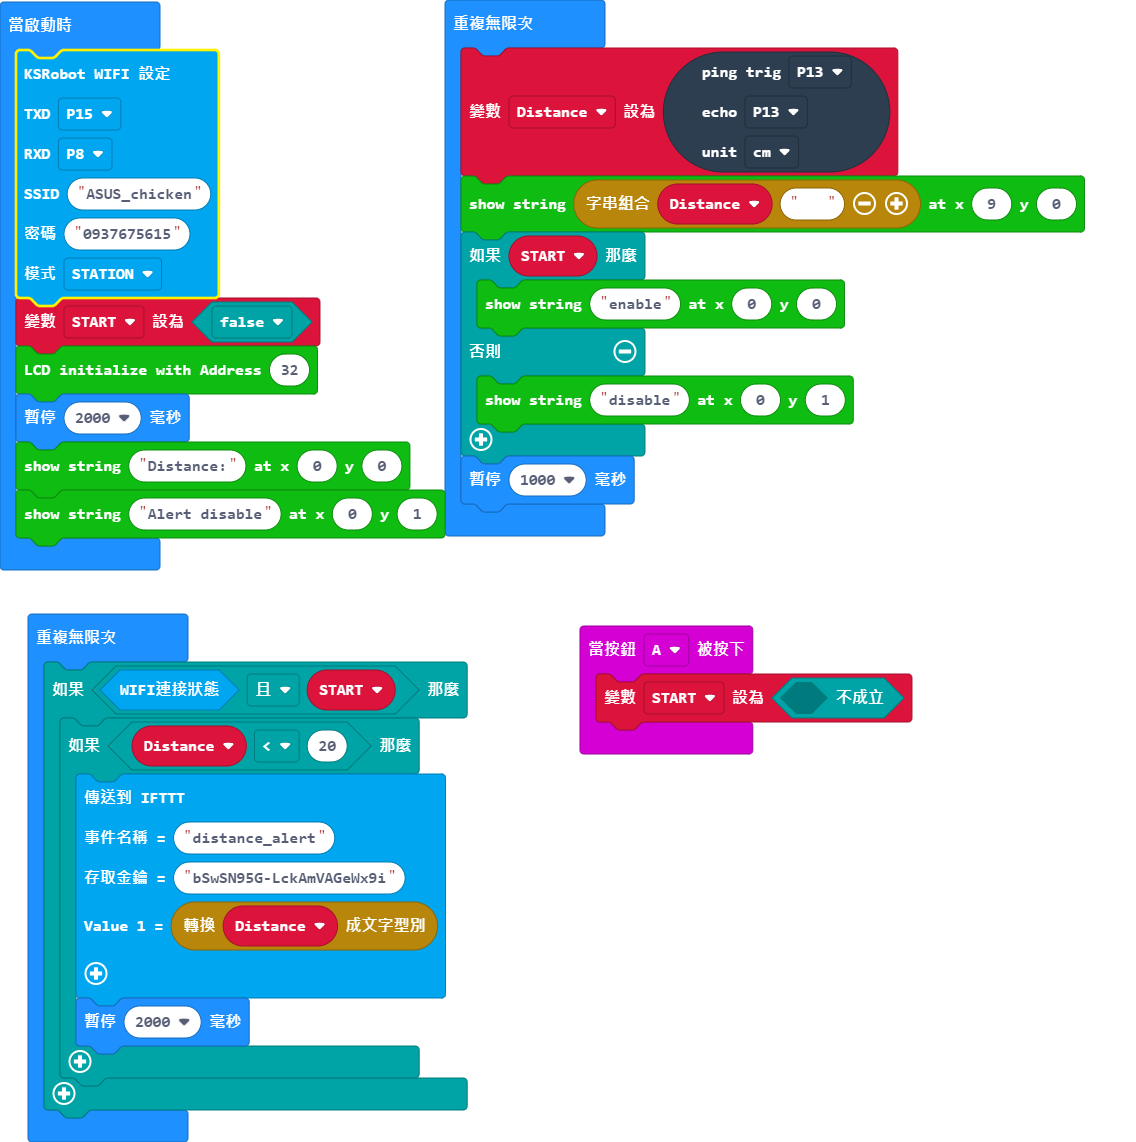 當啟動時
KSRobot WIFI 設定
TXD P15
RXD P8
SSID "ASUS_chicken"
密碼 "0937675615"
模式 STATION
變數 START 設為 false
LCD initialize with Address 32
暫停 2000 毫秒
show string "Distance:" at x 0 y 0
show string "Alert disable" at x 0 y 1
重複無限次
變數 Distance 設為 ping trig P13
echo P13
unit cm
show string 字串組合 Distance " " at x 9 y 0
如果 START 那麼
show string "enable" at x 0 y 0
否則
show string "disable" at x 0 y 1
暫停 1000 毫秒
重複無限次
如果 WIFI連接狀態 且 START 那麼
如果 Distance < 20 那麼
傳送到 IFTTT
事件名稱 = "distance_alert"
存取金鑰 = "bSwSN95G-LckAmVAGeWx9i"
Value 1 = 轉換 Distance 成文字型別
暫停 2000 毫秒
當按鈕 A 被按下
變數 START 設為 不成立